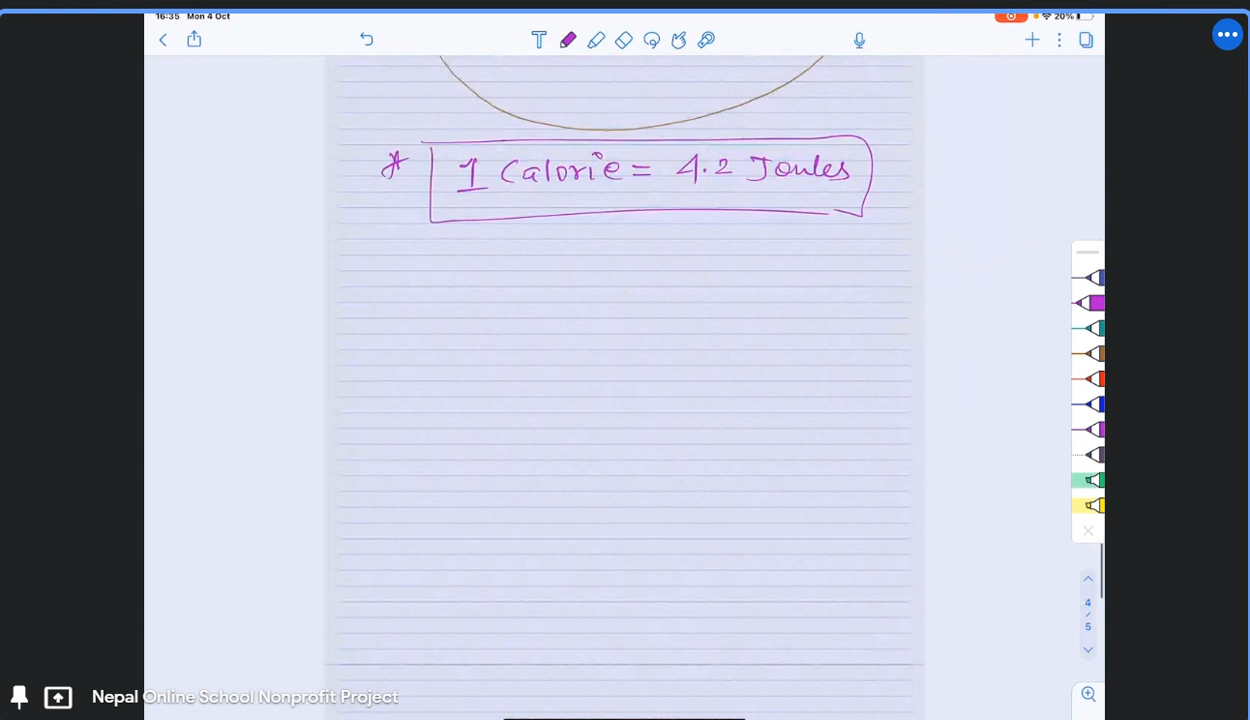 16:35 Mon 4 Oct
20%
* 1 Calorie = 4.2 Joules
4
/
5
Nepal Online School Nonprofit Project